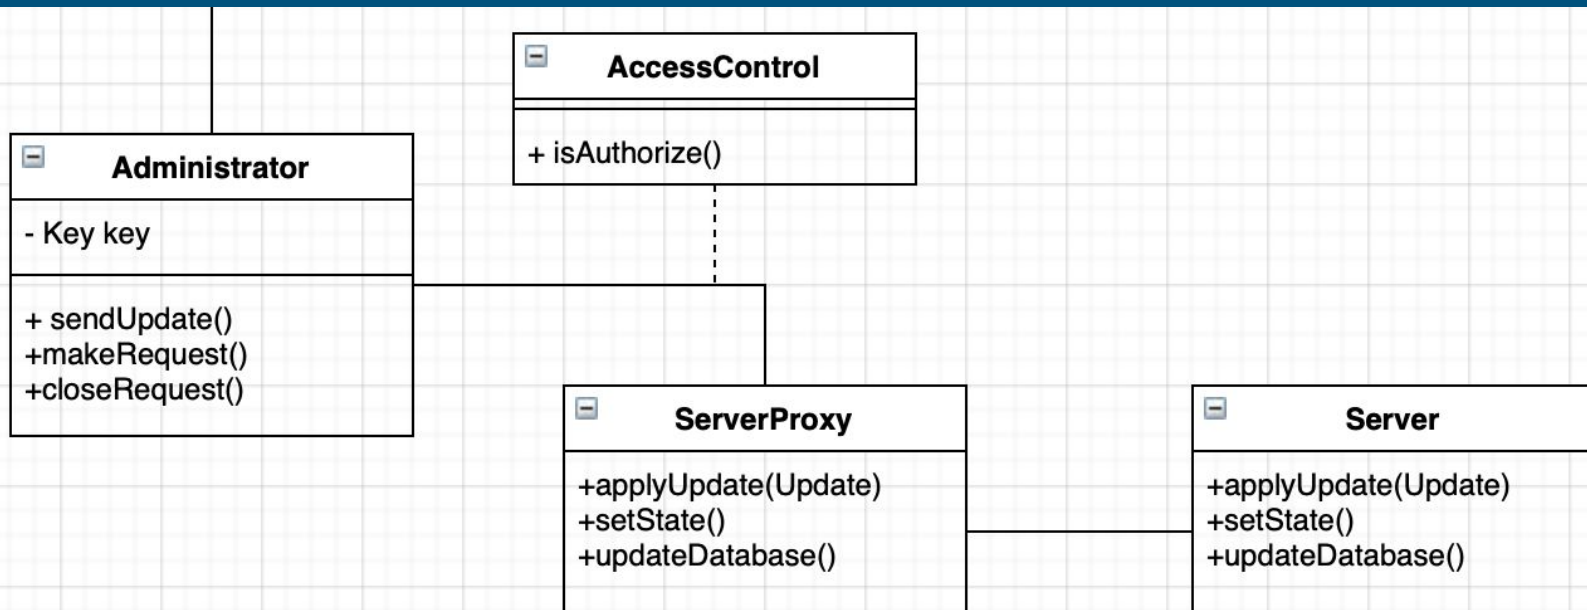 AccessControl
+ isAuthorize()
Administrator
- Key key
+ sendUpdate()
+makeRequest()
+closeRequest()
ServerProxy
+applyUpdate(Update)
+setState()
+updateDatabase()
Server
+applyUpdate(Update)
+setState()
+updateDatabase()